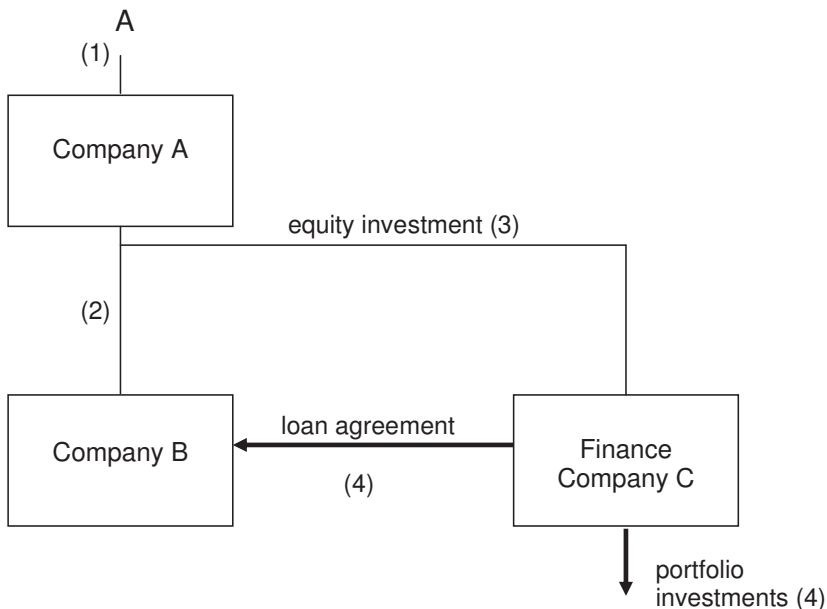 A
(1)
Company A
equity investment (3)
(2)
Company B
loan agreement
(4)
Finance
Company C
portfolio
investments (4)